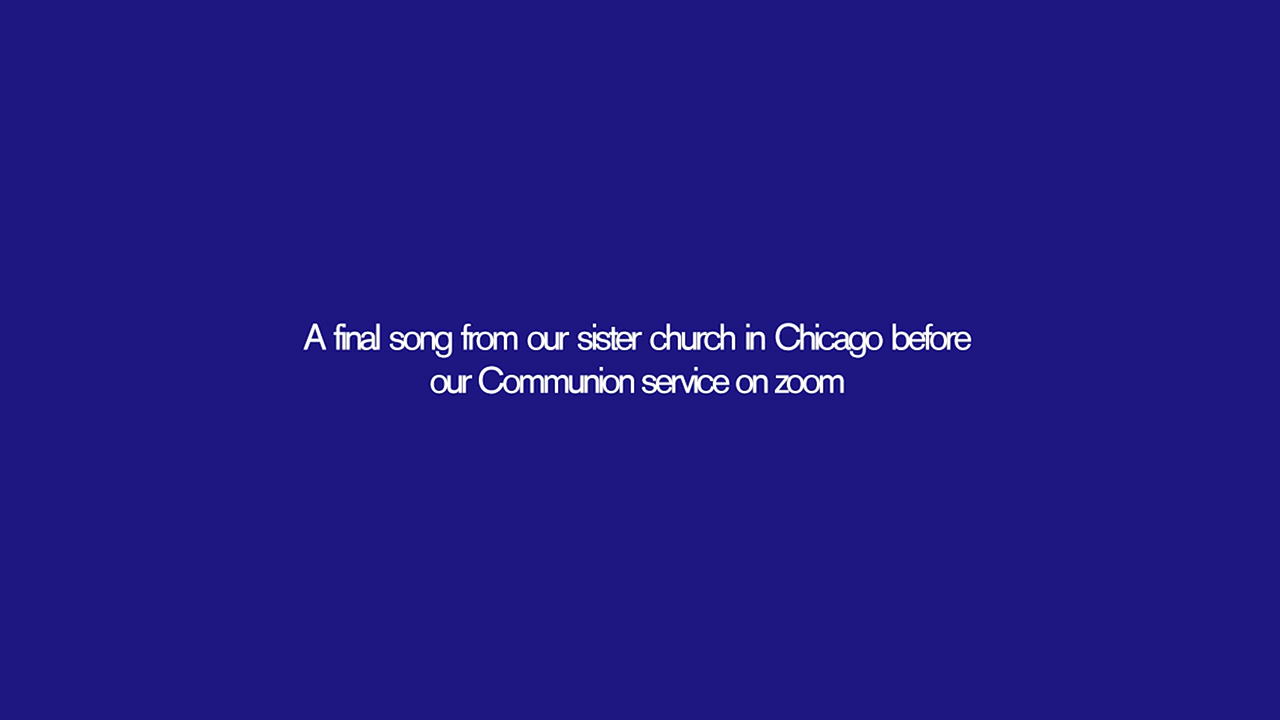 A final song from our sister church in Chicago before
our Communion service on zoom